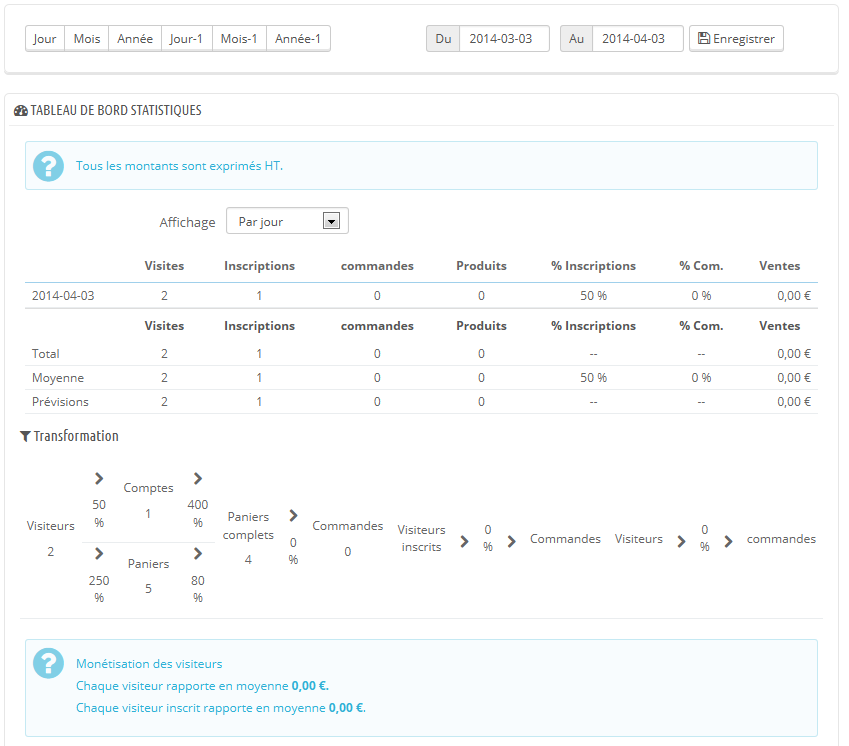 Jour Mois Année Jour-1 Mois-1 Année-1 Du 2014-03-03 Au 2014-04-03 Enregistrer
TABLEAU DE BORD STATISTIQUES
Tous les montants sont exprimés HT.
Affichage Par jour
Visites Inscriptions commandes Produits % Inscriptions % Com. Ventes
2014-04-03 2 1 0 0 50 % 0 % 0,00 €
Visites Inscriptions commandes Produits % Inscriptions % Com. Ventes
Total 2 1 0 0 -- -- 0,00 €
Moyenne 2 1 0 0 50 % 0 % 0,00 €
Prévisions 2 1 0 0 -- -- 0,00 €
Transformation
Visiteurs
2
50
%
Comptes
1
400
%
250
%
Paniers
5
80
%
Paniers
complets
4
0
%
Commandes
0
Visiteurs
inscrits
0
%
Commandes
Visiteurs
0
%
commandes
Monétisation des visiteurs
Chaque visiteur rapporte en moyenne 0,00 €.
Chaque visiteur inscrit rapporte en moyenne 0,00 €.